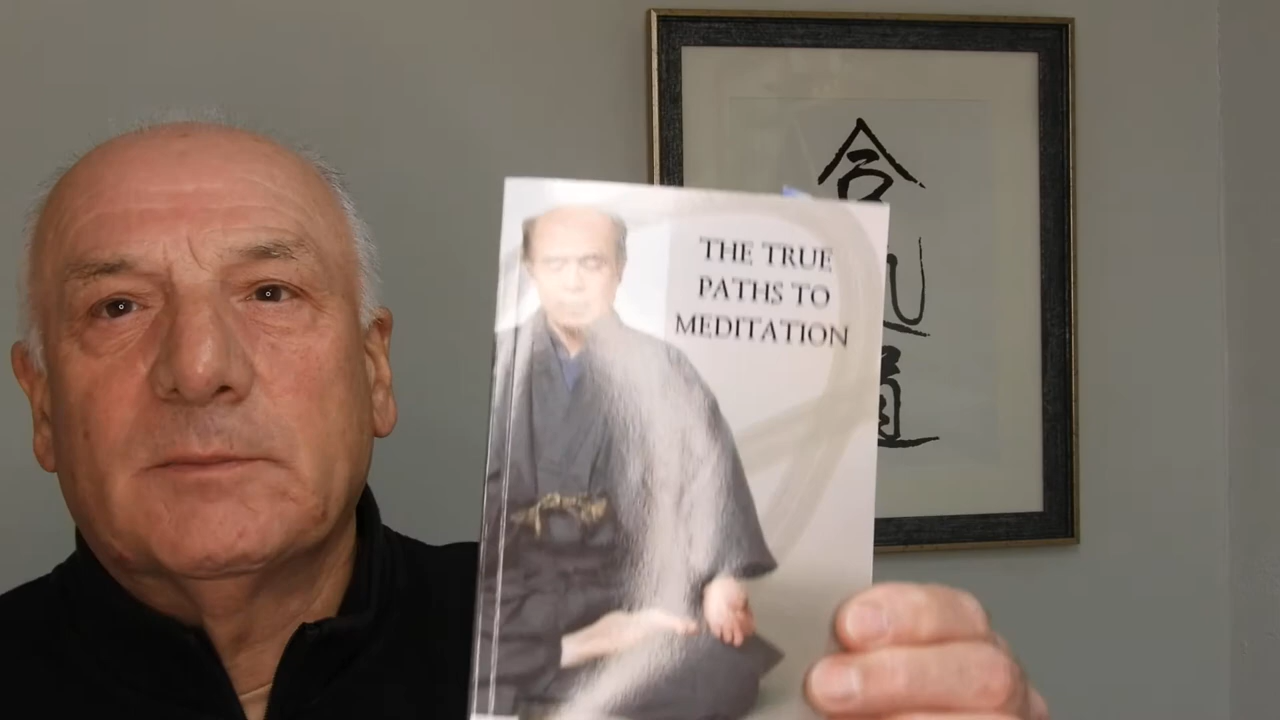 合
THE TRUE
PATHS TO
MEDITATION